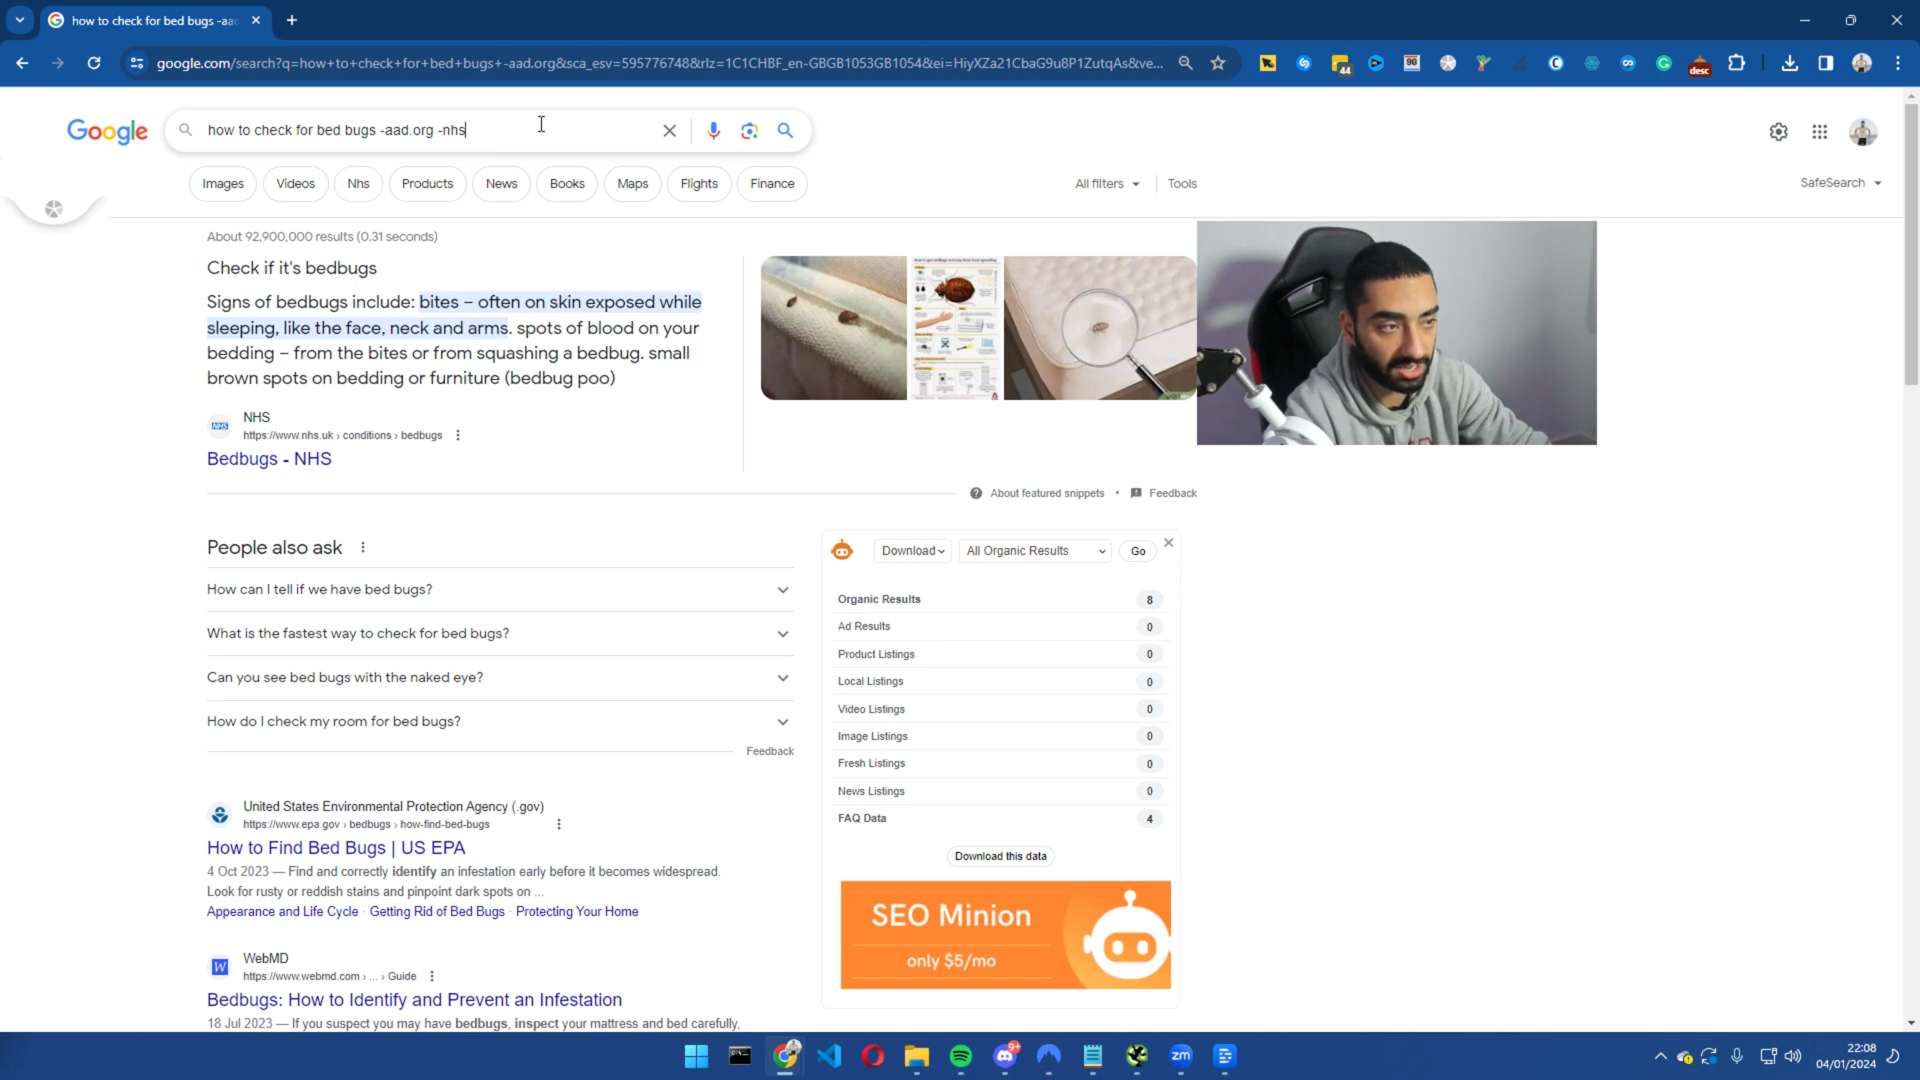 how to check for bed bugs -aad
google.com/search?q=how+to+check+for+bed+bugs+-aad.org&sca_esv=595776748&rlz=1C1CHBF_en-GBGB1053GB1054&ei=HiyXZa21CbaG9u8P1ZutqAs&ve...
44
98
desc
Google
how to check for bed bugs -aad.org -nhs
Images
Videos
Nhs
Products
News
Books
Maps
Flights
Finance
All filters
Tools
SafeSearch
About 92,900,000 results (0.31 seconds)
Check if it's bedbugs
Signs of bedbugs include: bites – often on skin exposed while
sleeping, like the face, neck and arms. spots of blood on your
bedding – from the bites or from squashing a bedbug. small
brown spots on bedding or furniture (bedbug poo)
NHS
NHS
https://www.nhs.uk › conditions › bedbugs
Bedbugs - NHS
About featured snippets • Feedback
People also ask
How can I tell if we have bed bugs?
What is the fastest way to check for bed bugs?
Can you see bed bugs with the naked eye?
How do I check my room for bed bugs?
Feedback
United States Environmental Protection Agency (.gov)
https://www.epa.gov › bedbugs › how-find-bed-bugs
How to Find Bed Bugs | US EPA
4 Oct 2023 — Find and correctly identify an infestation early before it becomes widespread.
Look for rusty or reddish stains and pinpoint dark spots on ...
Appearance and Life Cycle · Getting Rid of Bed Bugs · Protecting Your Home
W
WebMD
https://www.webmd.com › ... › Guide
Bedbugs: How to Identify and Prevent an Infestation
18 Jul 2023 — If you suspect you may have bedbugs, inspect your mattress and bed carefully,
Download
All Organic Results
Go
Organic Results 8
Ad Results 0
Product Listings 0
Local Listings 0
Video Listings 0
Image Listings 0
Fresh Listings 0
News Listings 0
FAQ Data 4
Download this data
SEO Minion
only $5/mo
9+
zm
22:08
04/01/2024